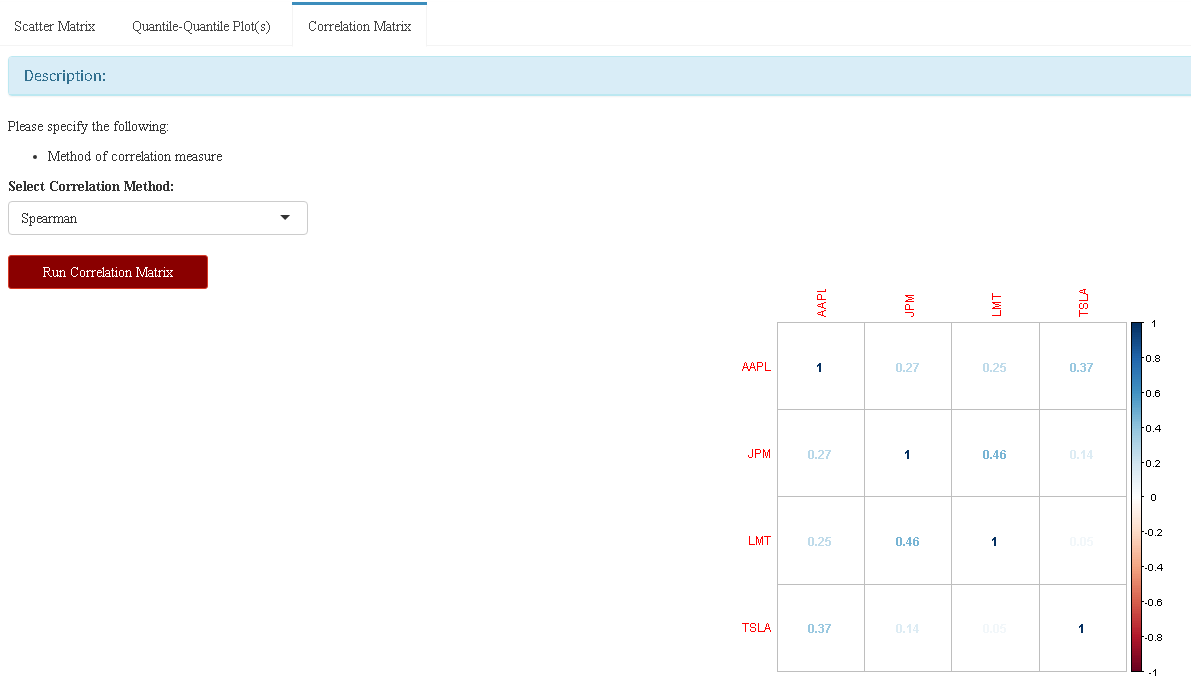 Scatter Matrix Quantile-Quantile Plot(s) Correlation Matrix
Description:
Please specify the following:
• Method of correlation measure
Select Correlation Method:
Spearman
Run Correlation Matrix
AAPL JPM LMT TSLA
1
AAPL 1 0.27 0.25 0.37
0.8
0.6
0.4
JPM 0.27 1 0.46 0.14
0.2
0
-0.2
LMT 0.25 0.46 1 0.05
-0.4
-0.6
TSLA 0.37 0.14 0.05 1
-0.8
-1